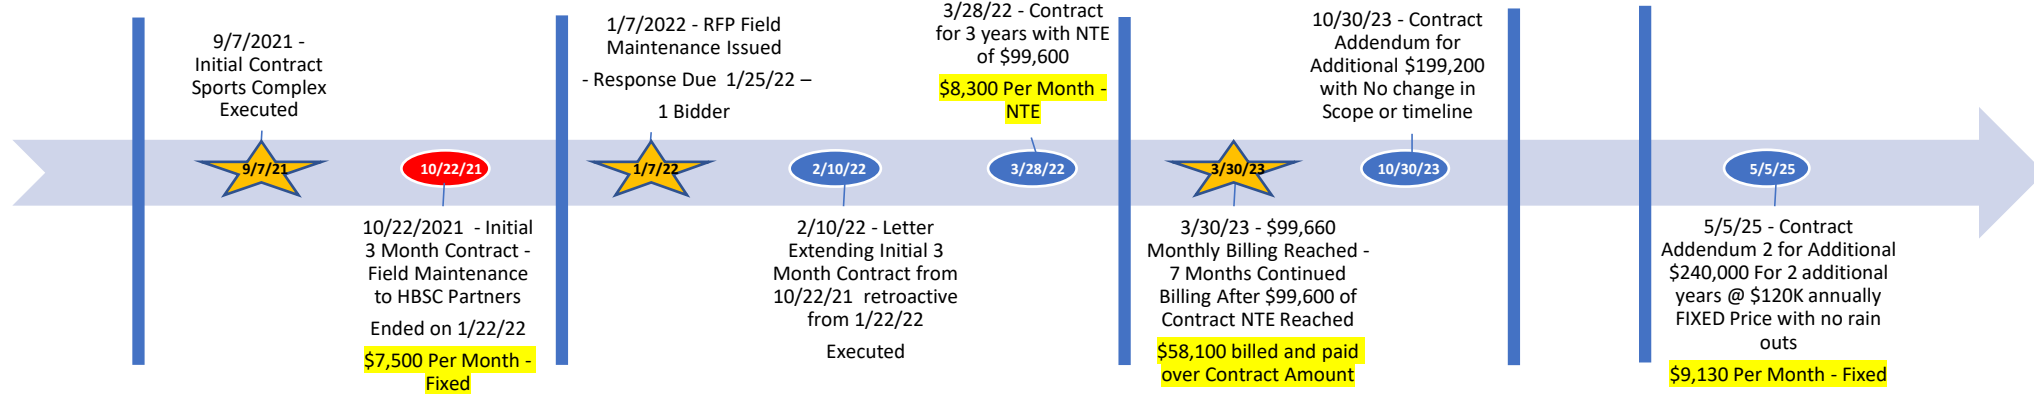 9/7/2021 -
Initial Contract
Sports Complex
Executed
9/7/21
10/22/21
10/22/2021 - Initial
3 Month Contract -
Field Maintenance
to HBSC Partners
Ended on 1/22/22
$7,500 Per Month -
Fixed
1/7/2022 - RFP Field
Maintenance Issued
- Response Due 1/25/22 –
1 Bidder
1/7/22
2/10/22
2/10/22 - Letter
Extending Initial 3
Month Contract from
10/22/21 retroactive
from 1/22/22
Executed
3/28/22 - Contract
for 3 years with NTE
of $99,600
$8,300 Per Month -
NTE
3/28/22
3/30/23
3/30/23 - $99,660
Monthly Billing Reached -
7 Months Continued
Billing After $99,600 of
Contract NTE Reached
$58,100 billed and paid
over Contract Amount
10/30/23 - Contract
Addendum for
Additional $199,200
with No change in
Scope or timeline
10/30/23
5/5/25
5/5/25 - Contract
Addendum 2 for Additional
$240,000 For 2 additional
years @ $120K annually
FIXED Price with no rain
outs
$9,130 Per Month - Fixed